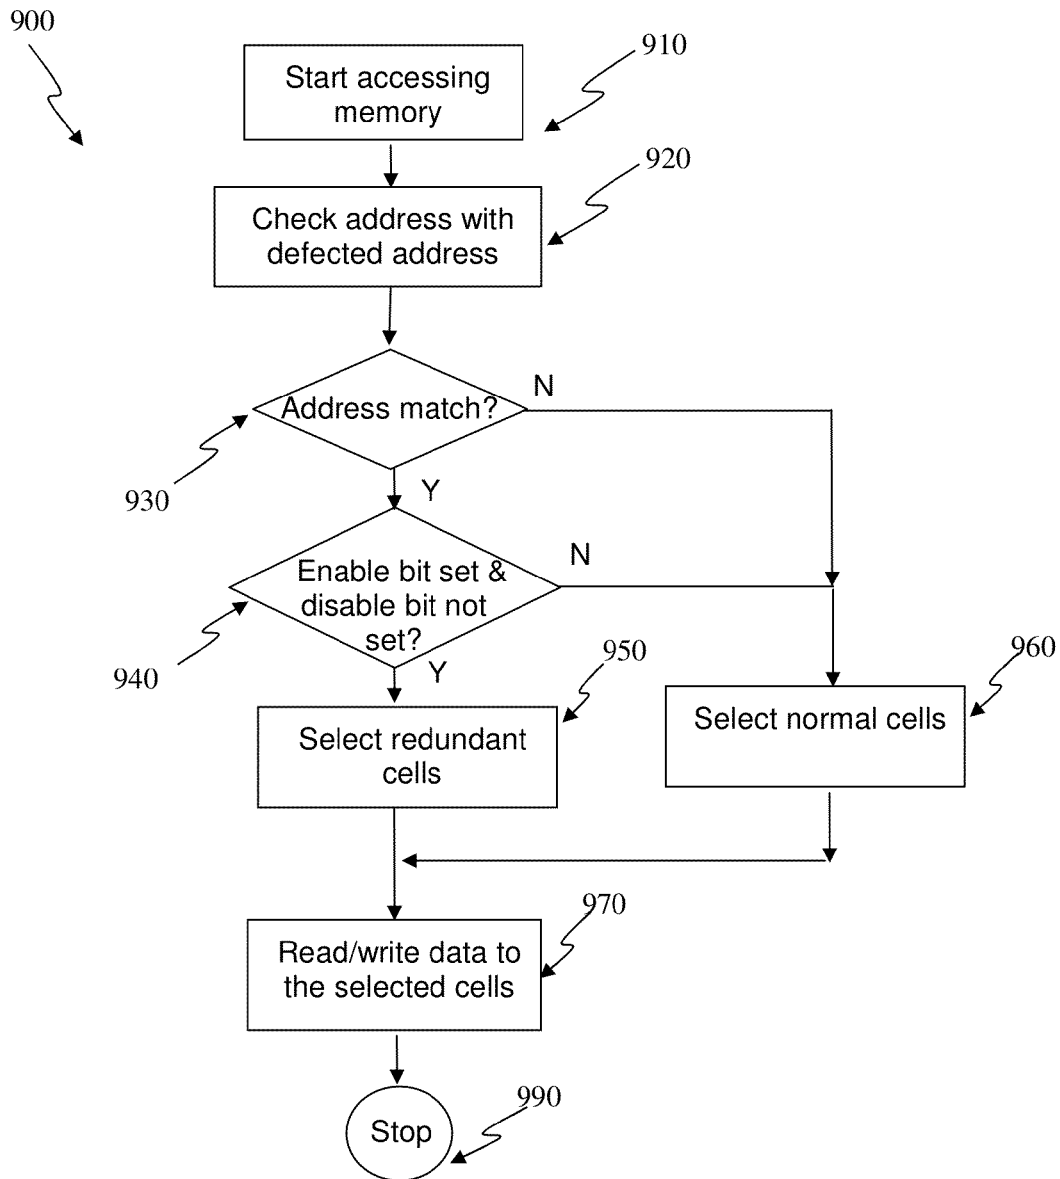 900
910
Start accessing
memory
920
Check address with
defected address
N
Address match?
930
Y
N
Enable bit set &
disable bit not
set?
940
Y
950
960
Select redundant
cells
Select normal cells
970
Read/write data to
the selected cells
990
Stop